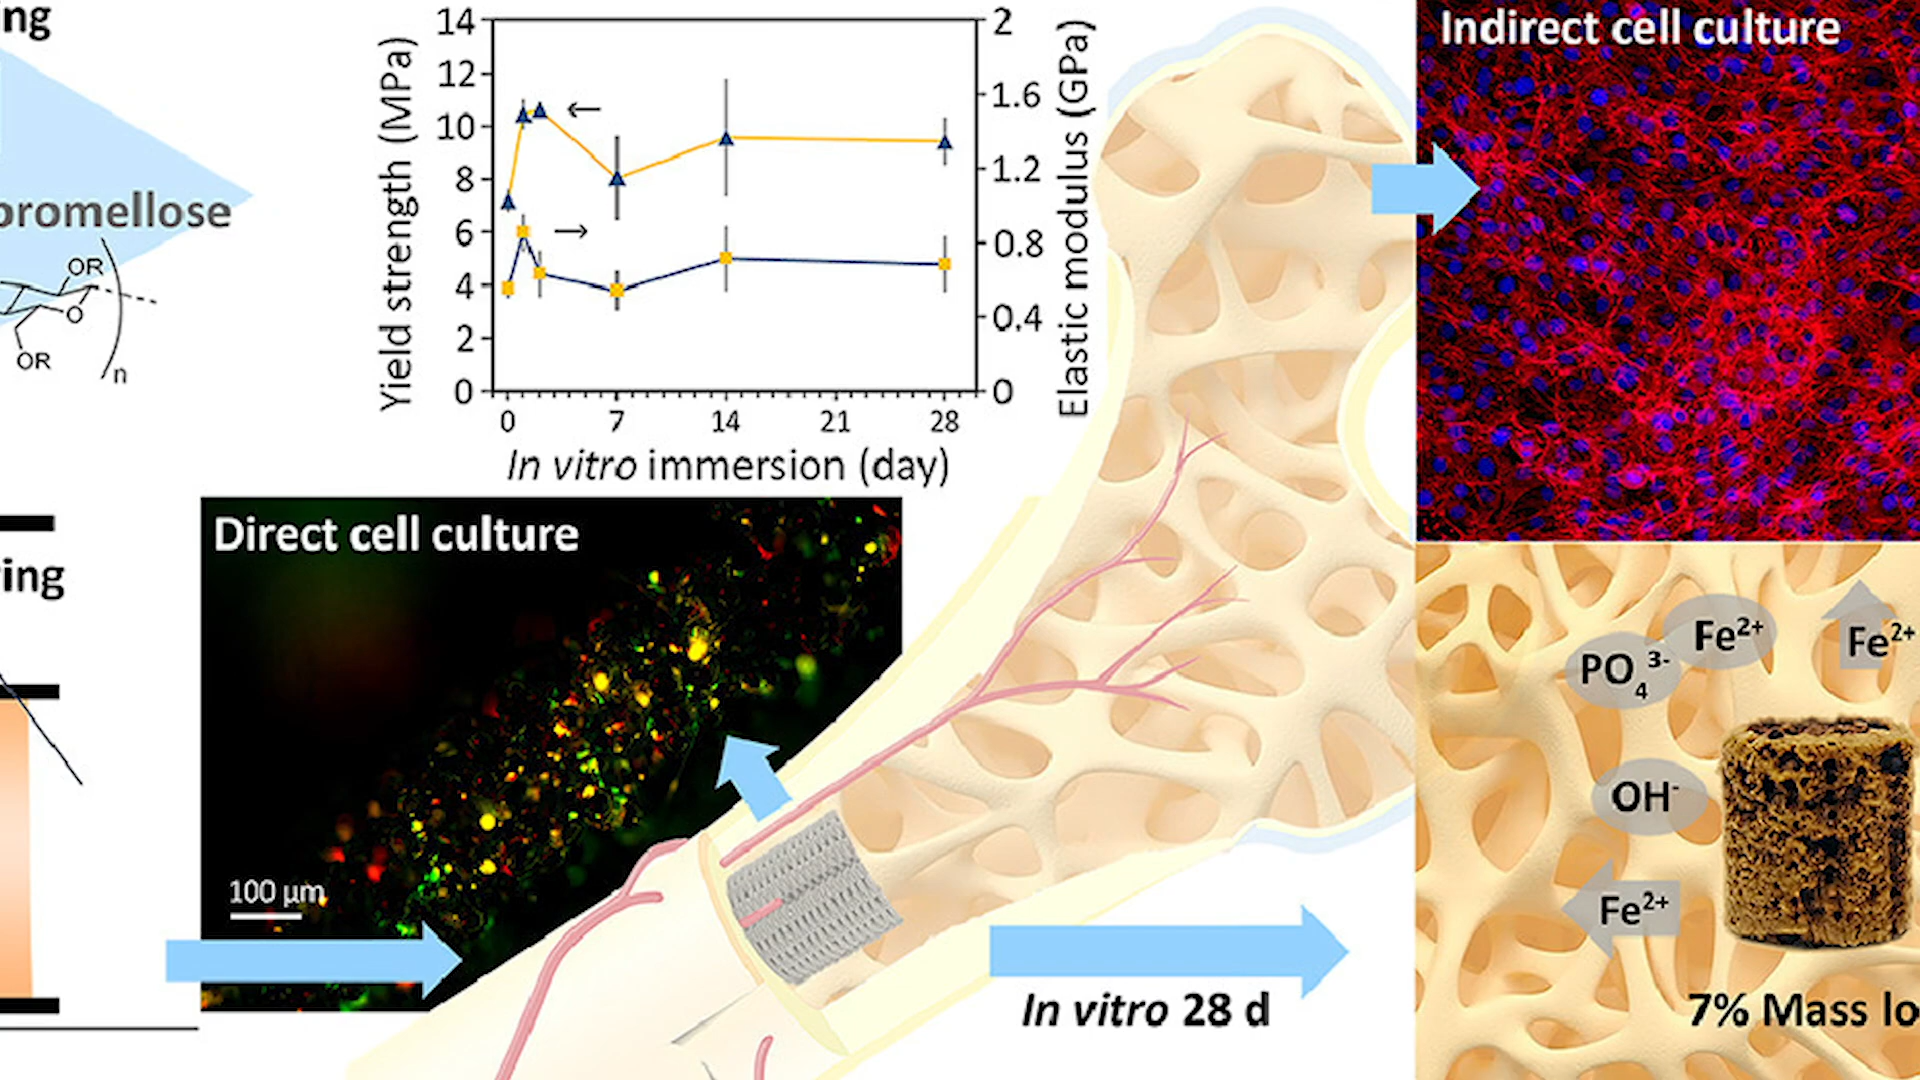 ng
promellose
OR
O
OR
n
14
12
10
8
6
4
2
0
Yield strength (MPa)
2
1.6
1.2
0.8
0.4
0
Elastic modulus (GPa)
0 7 14 21 28
In vitro immersion (day)
Indirect cell culture
ring
Direct cell culture
100 µm
In vitro 28 d
Fe2+
PO4 3-
Fe2+
OH-
Fe2+
7% Mass lo